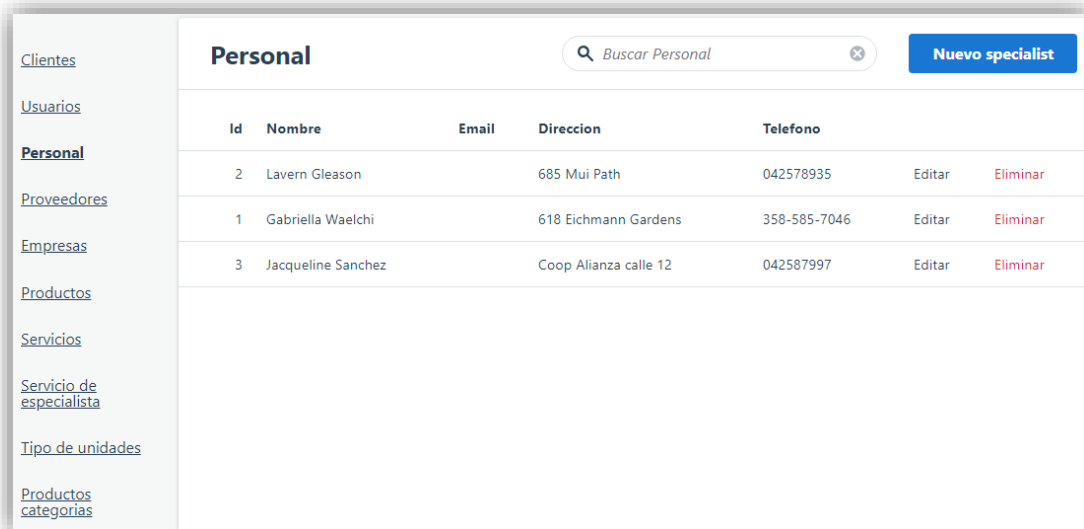 Clientes
Usuarios
Personal
Proveedores
Empresas
Productos
Servicios
Servicio de
especialista
Tipo de unidades
Productos
categorias
Personal
Buscar Personal
Nuevo specialist
Id Nombre Email Direccion Telefono
2 Lavern Gleason 685 Mui Path 042578935 Editar Eliminar
1 Gabriella Waelchi 618 Eichmann Gardens 358-585-7046 Editar Eliminar
3 Jacqueline Sanchez Coop Alianza calle 12 042587997 Editar Eliminar